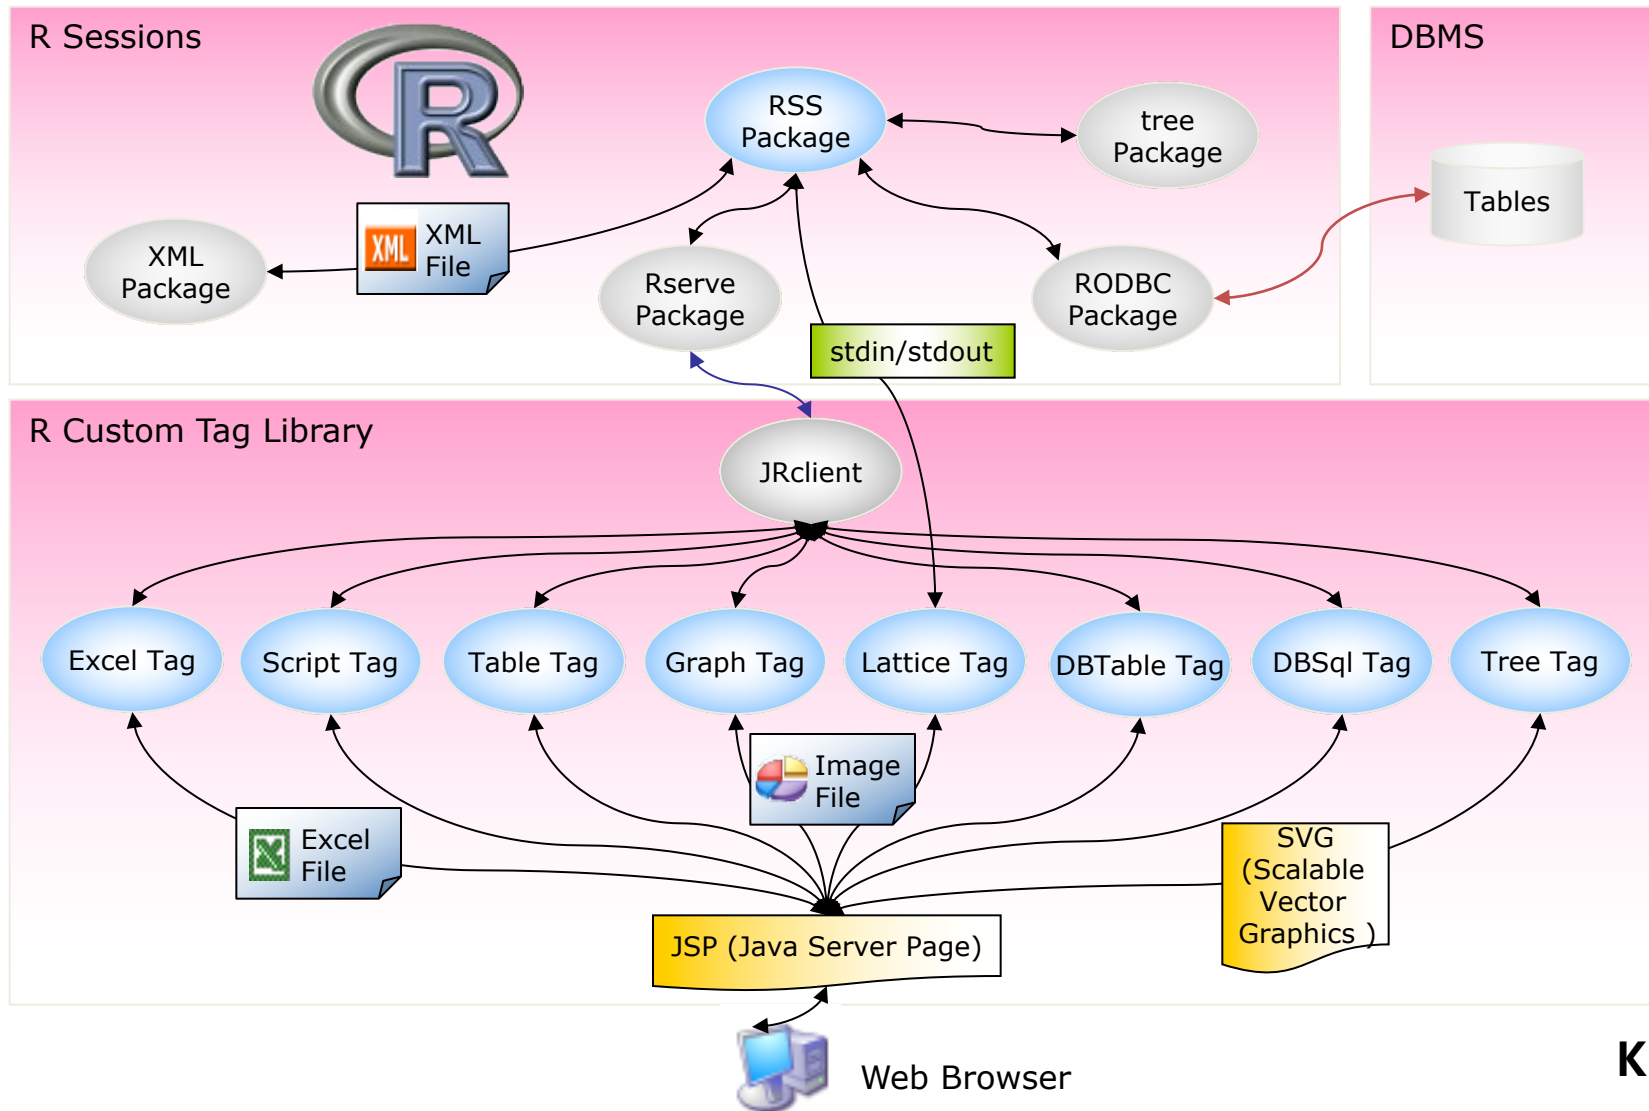 R Sessions
DBMS
R
RSS
Package
tree
Package
Tables
XML
XML
File
XML
Package
Rserve
Package
RODBC
Package
stdin/stdout
R Custom Tag Library
JRclient
Excel Tag
Script Tag
Table Tag
Graph Tag
Lattice Tag
DBTable Tag
DBSql Tag
Tree Tag
Image
File
Excel
File
SVG
(Scalable
Vector
Graphics )
JSP (Java Server Page)
Web Browser
K